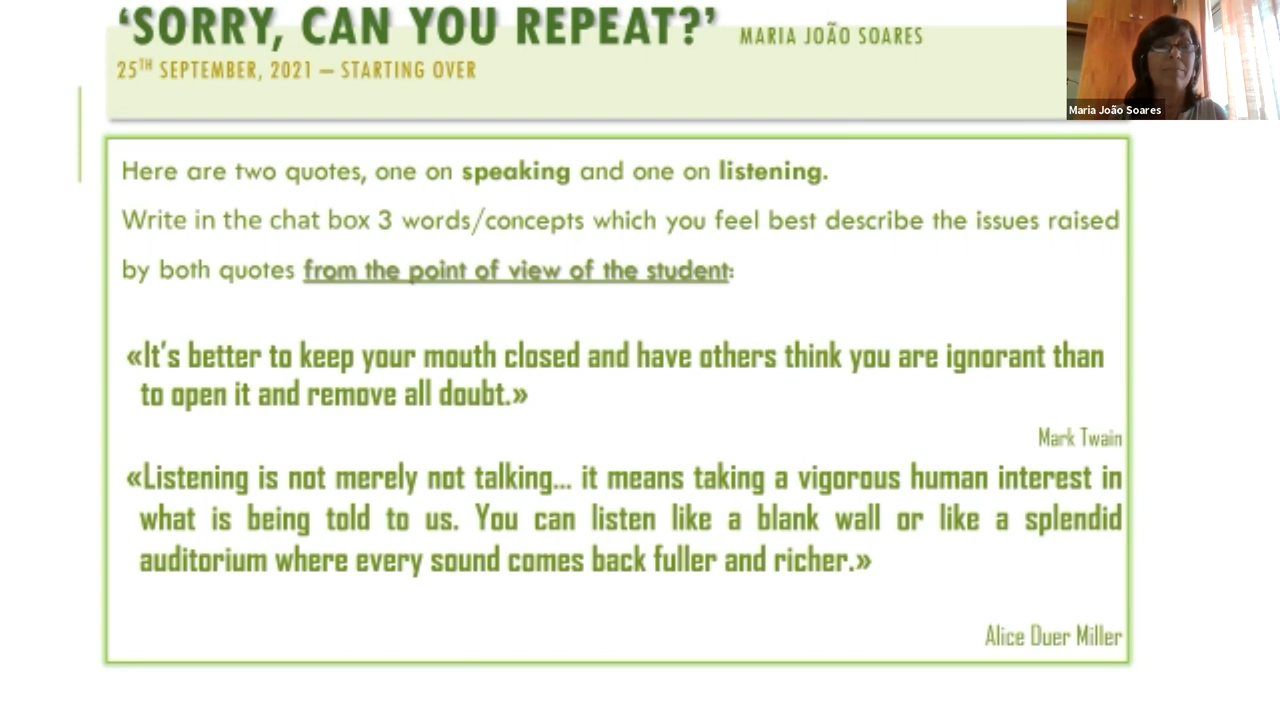 ‘SORRY, CAN YOU REPEAT?’ MARIA JOÃO SOARES
25TH SEPTEMBER, 2021 – STARTING OVER
Maria João Soares
Here are two quotes, one on speaking and one on listening.
Write in the chat box 3 words/concepts which you feel best describe the issues raised
by both quotes from the point of view of the student:
«It’s better to keep your mouth closed and have others think you are ignorant than
to open it and remove all doubt.»
Mark Twain
«Listening is not merely not talking... it means taking a vigorous human interest in
what is being told to us. You can listen like a blank wall or like a splendid
auditorium where every sound comes back fuller and richer.»
Alice Duer Miller